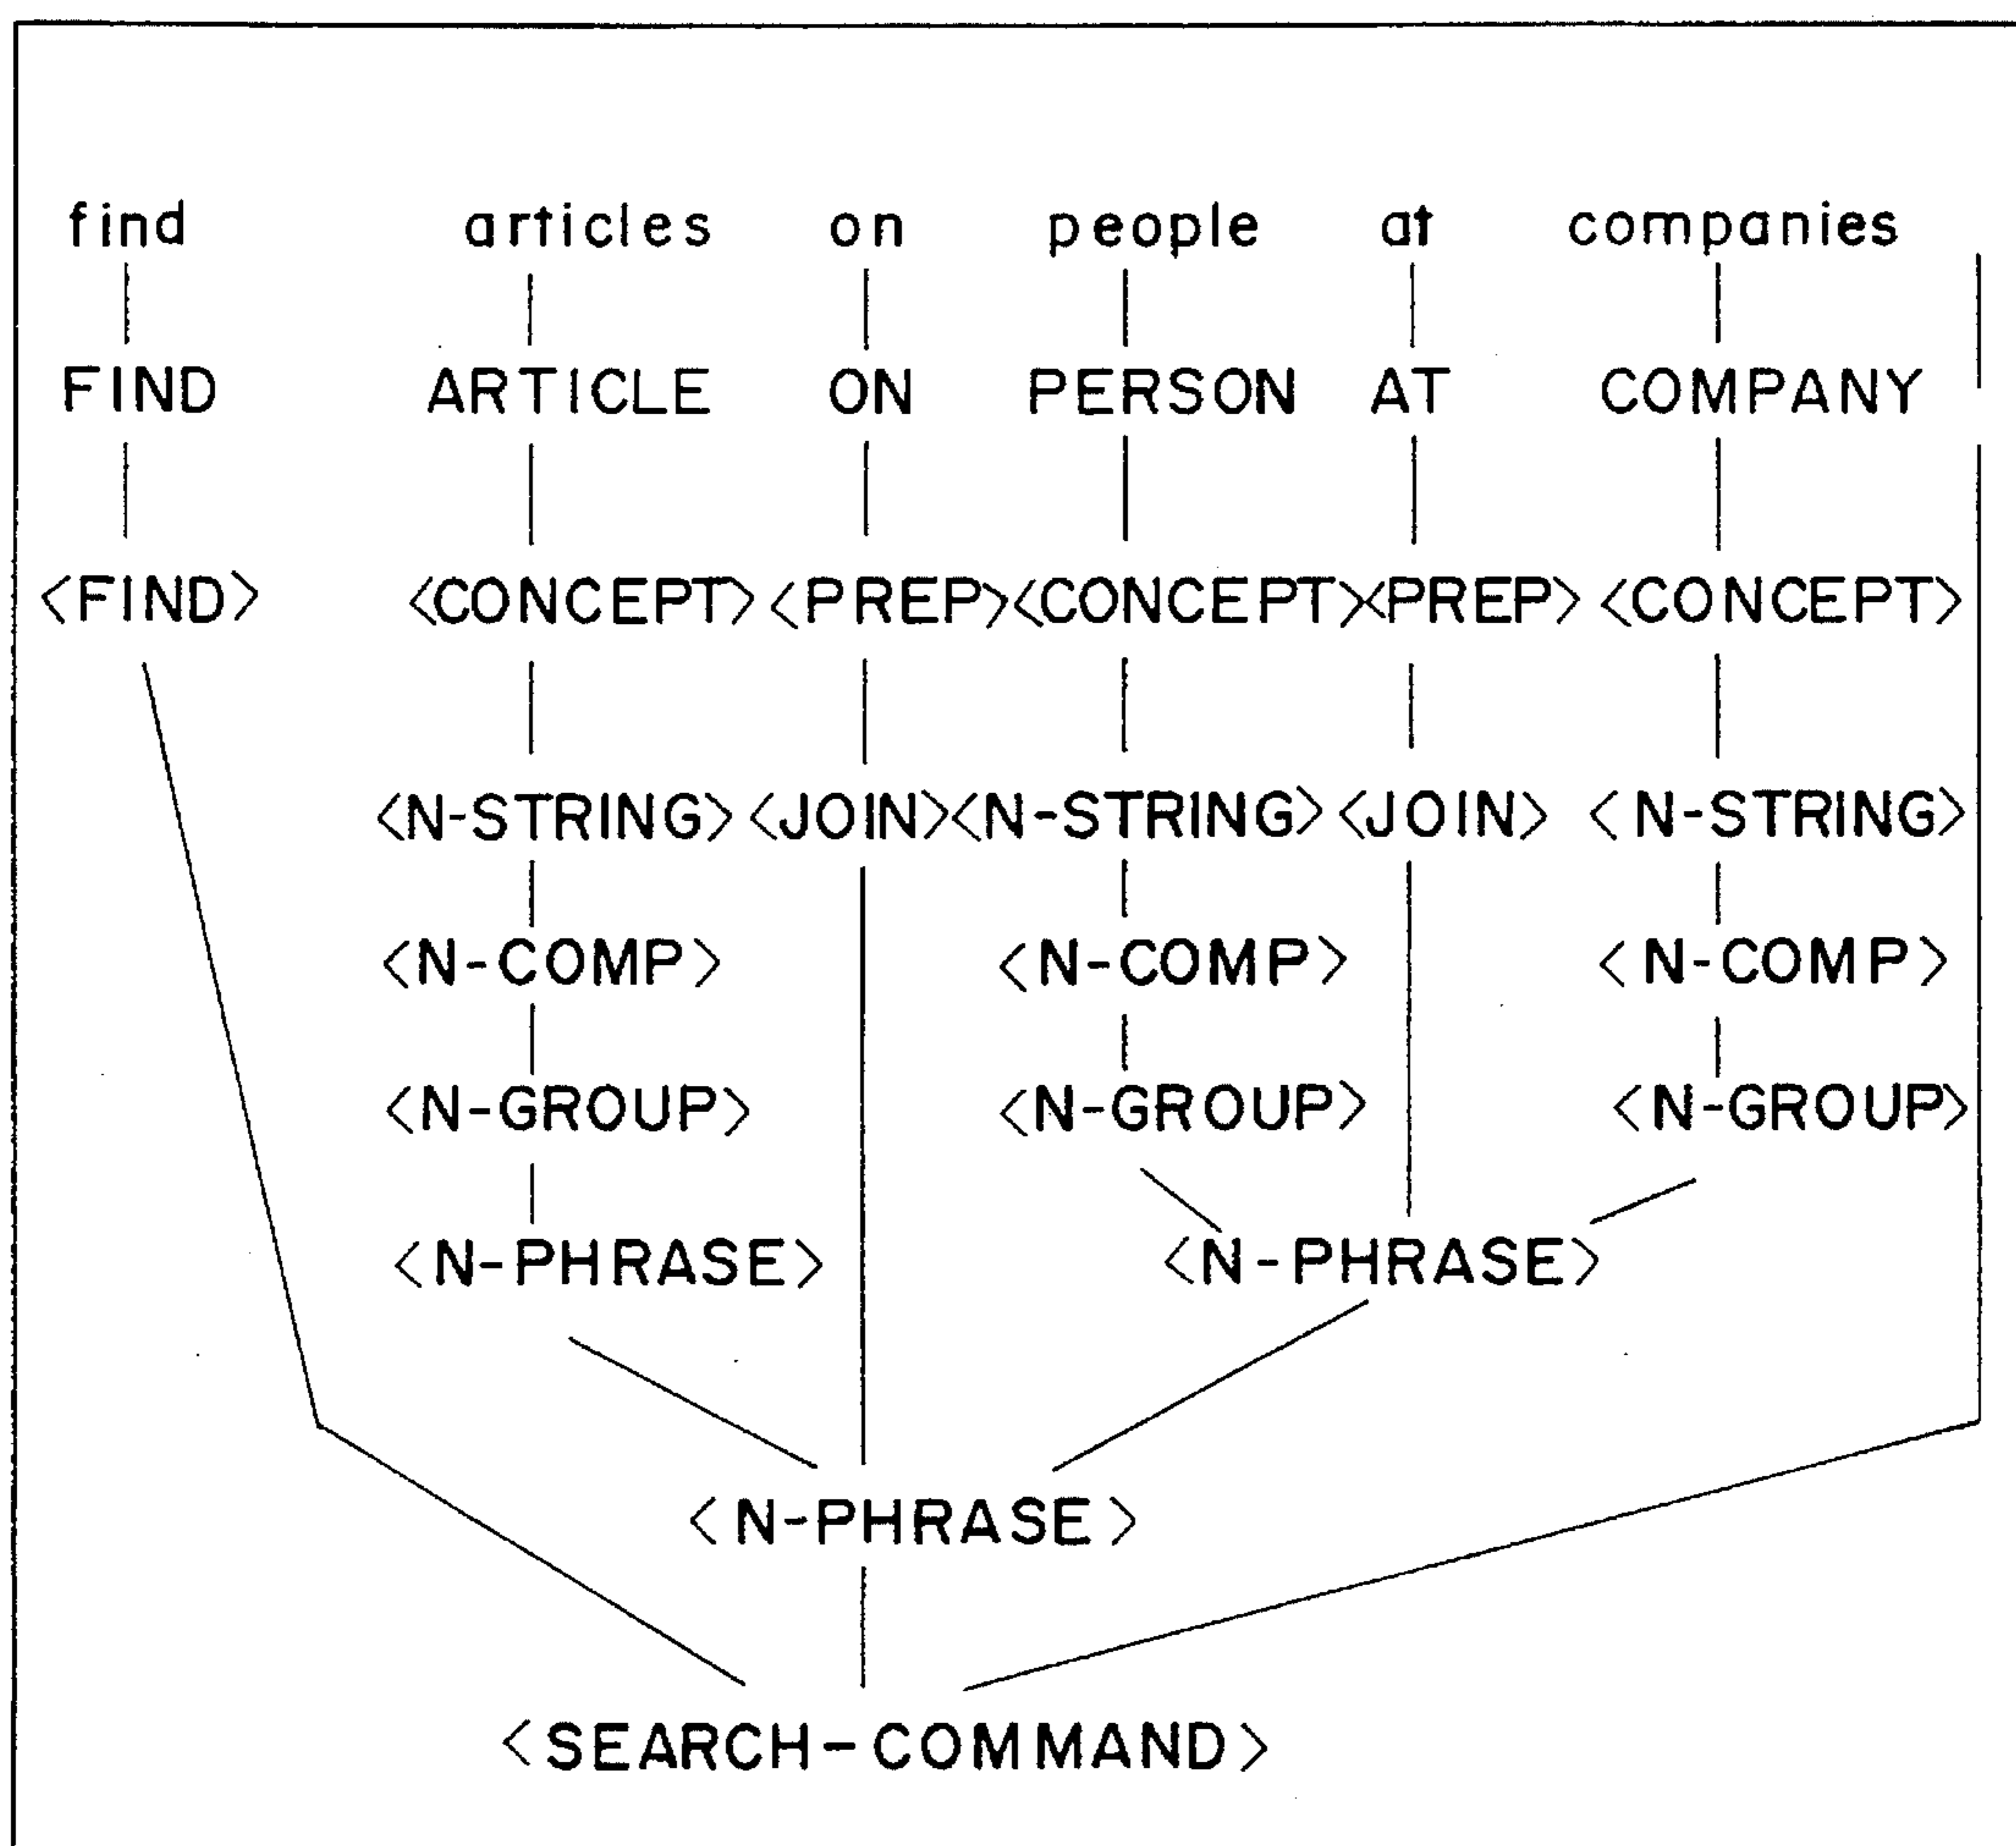 find articles on people at companies
FIND ARTICLE ON PERSON AT COMPANY
<FIND> <CONCEPT> <PREP> <CONCEPT> <PREP> <CONCEPT>
<N-STRING> <JOIN> <N-STRING> <JOIN> <N-STRING>
<N-COMP> <N-COMP> <N-COMP>
<N-GROUP> <N-GROUP> <N-GROUP>
<N-PHRASE> <N-PHRASE>
<N-PHRASE>
<SEARCH-COMMAND>